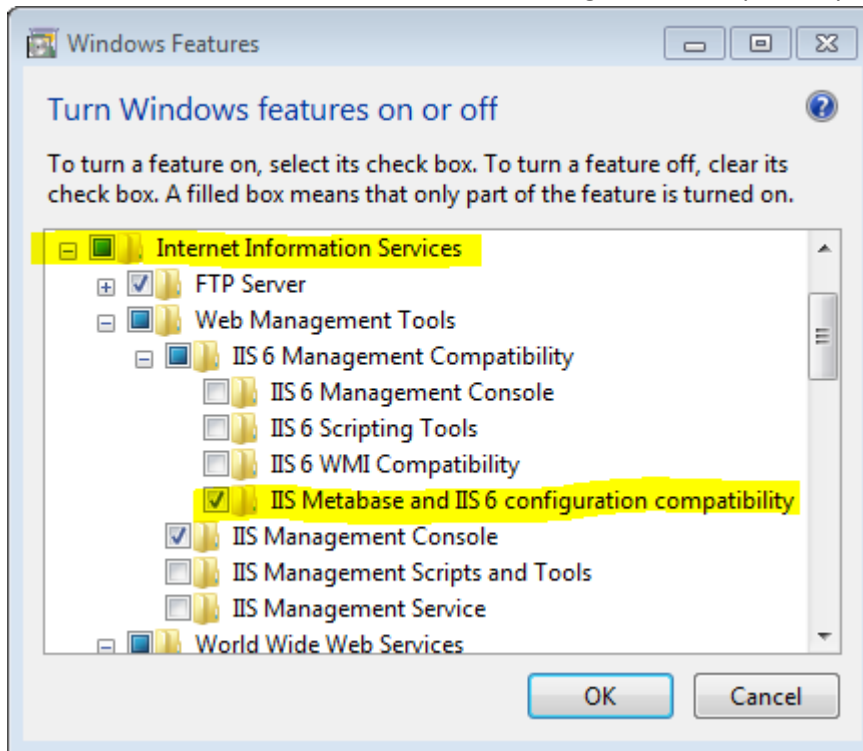 Windows Features
Turn Windows features on or off
To turn a feature on, select its check box. To turn a feature off, clear its
check box. A filled box means that only part of the feature is turned on.
Internet Information Services
FTP Server
Web Management Tools
IIS 6 Management Compatibility
IIS 6 Management Console
IIS 6 Scripting Tools
IIS 6 WMI Compatibility
IIS Metabase and IIS 6 configuration compatibility
IIS Management Console
IIS Management Scripts and Tools
IIS Management Service
World Wide Web Services
OK
Cancel